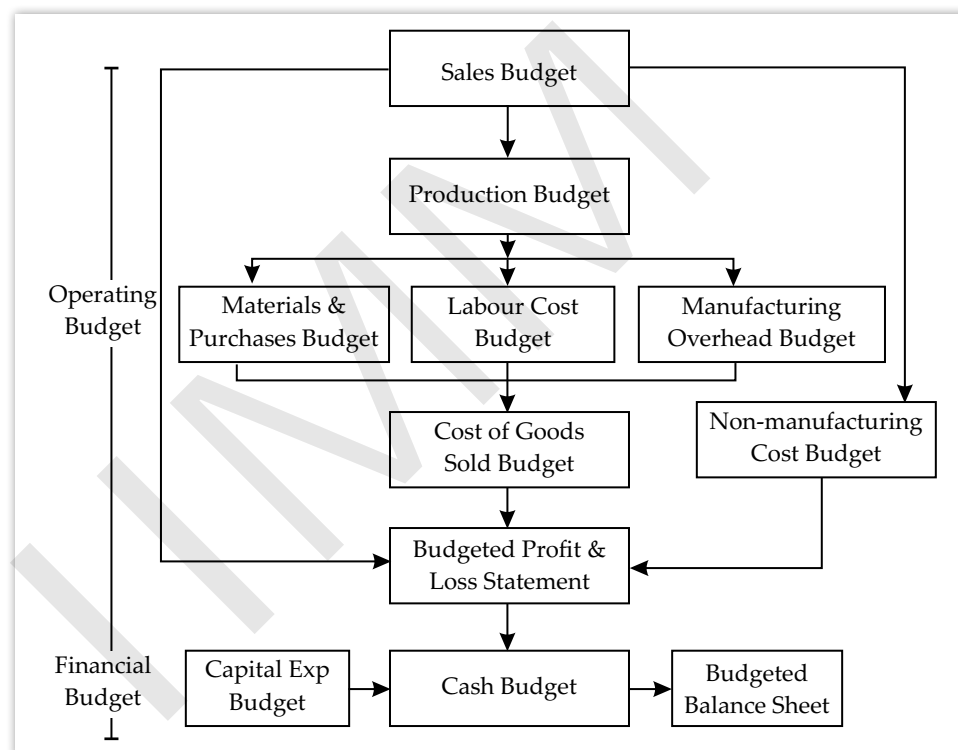 Sales Budget
Production Budget
Operating
Budget
Materials &
Purchases Budget
Labour Cost
Budget
Manufacturing
Overhead Budget
Cost of Goods
Sold Budget
Non-manufacturing
Cost Budget
Budgeted Profit &
Loss Statement
Financial
Budget
Capital Exp
Budget
Cash Budget
Budgeted
Balance Sheet
IIMM